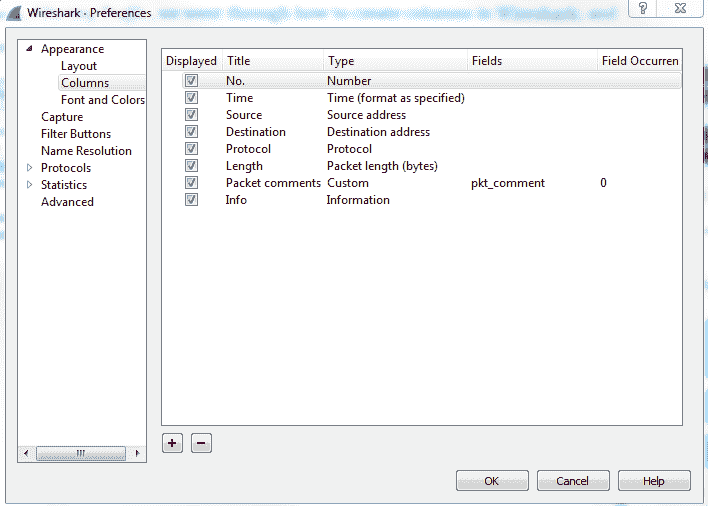 Wireshark · Preferences
Appearance
Layout
Columns
Font and Colors
Capture
Filter Buttons
Name Resolution
Protocols
Statistics
Advanced
Displayed Title Type Fields Field Occurren
No. Number
Time Time (format as specified)
Source Source address
Destination Destination address
Protocol Protocol
Length Packet length (bytes)
Packet comments Custom pkt_comment 0
Info Information
OK Cancel Help